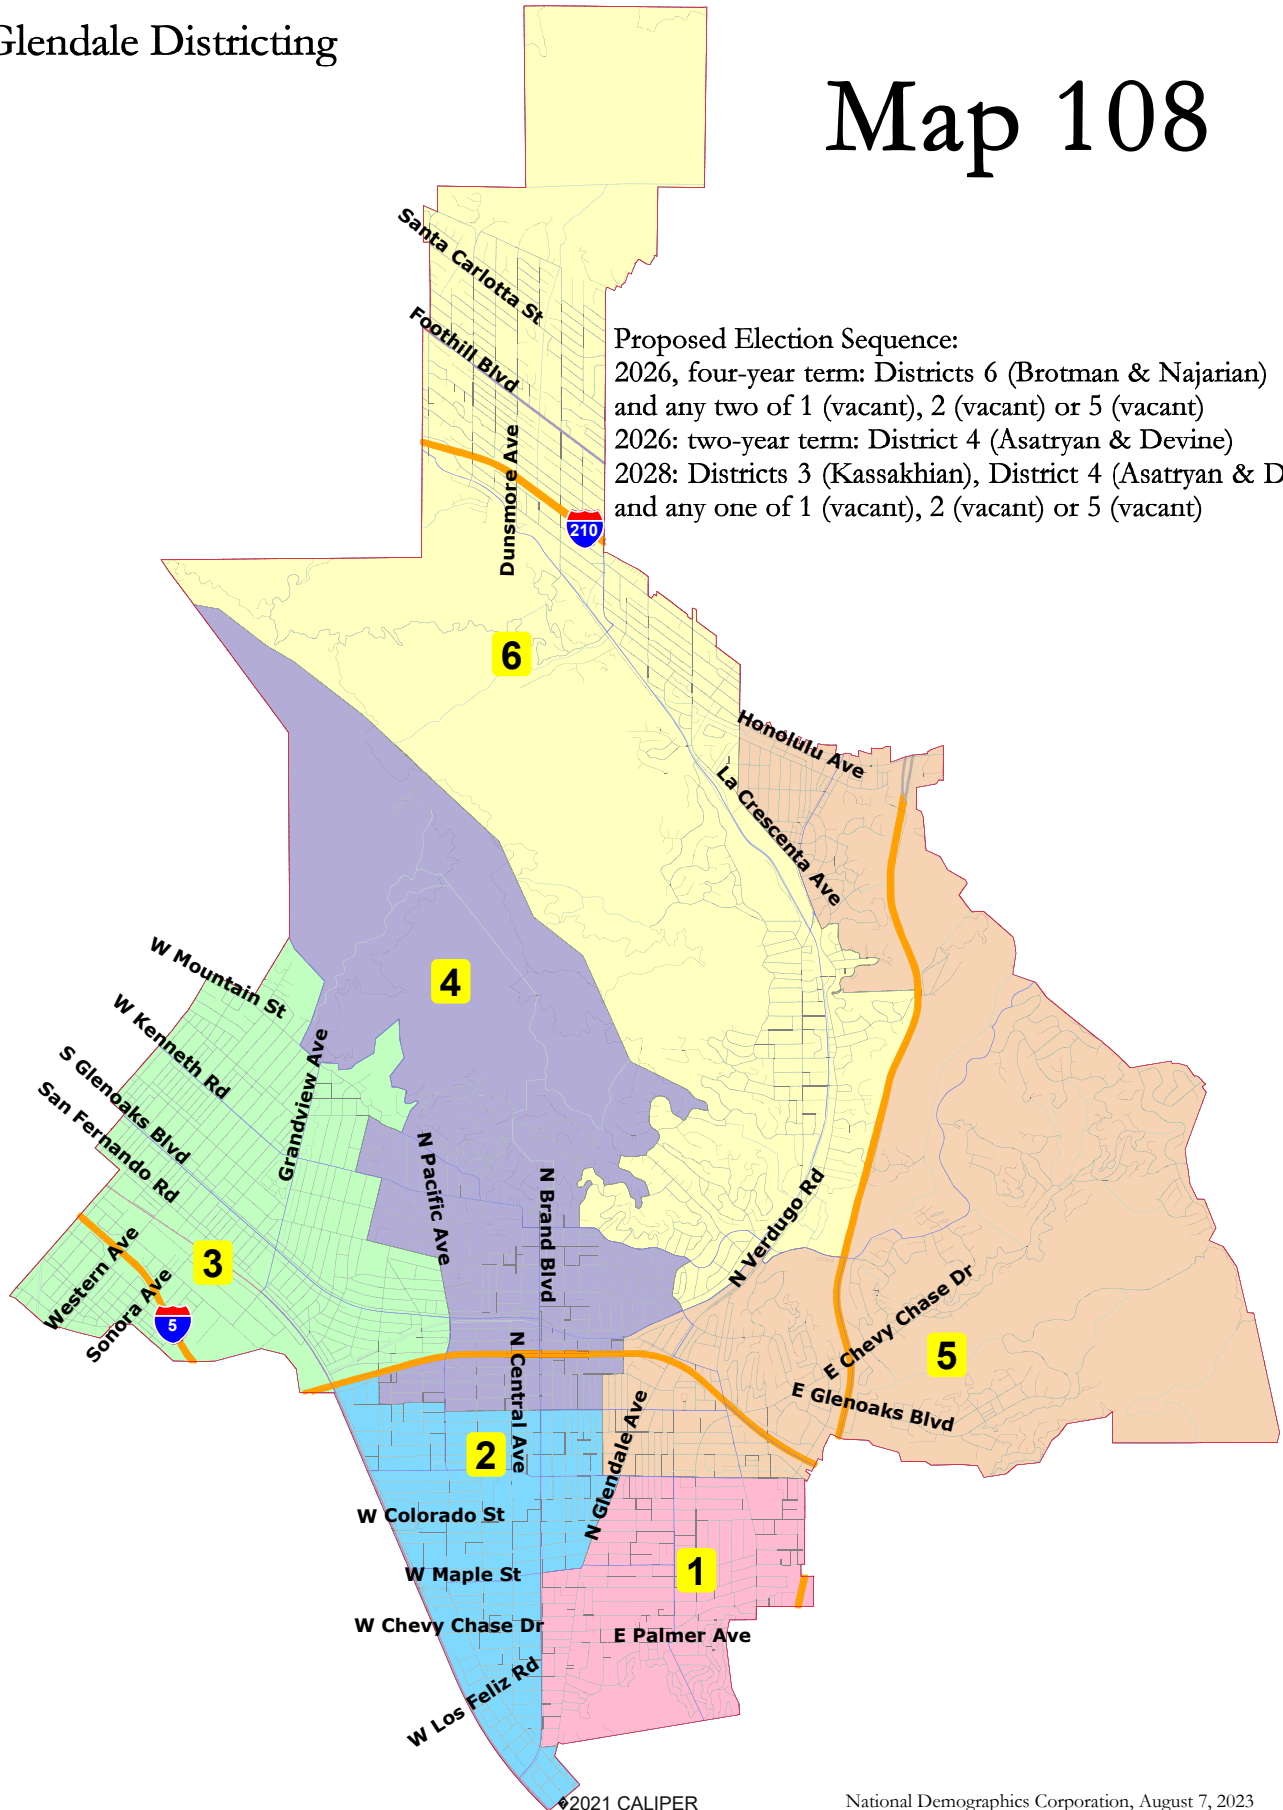 Glendale Districting
Map 108
Santa Carlotta St
Foothill Blvd
Proposed Election Sequence:
2026, four-year term: Districts 6 (Brotman & Najarian)
and any two of 1 (vacant), 2 (vacant) or 5 (vacant)
2026: two-year term: District 4 (Asatryan & Devine)
2028: Districts 3 (Kassakhian), District 4 (Asatryan & D
and any one of 1 (vacant), 2 (vacant) or 5 (vacant)
Dunsmore Ave
210
6
Honolulu Ave
La Crescenta Ave
4
W Mountain St
W Kenneth Rd
S Glenoaks Blvd
San Fernando Rd
Grandview Ave
N Pacific Ave
N Brand Blvd
N Verdugo Rd
Western Ave
Sonora Ave
3
5
E Chevy Chase Dr
5
E Glenoaks Blvd
N Central Ave
N Glendale Ave
2
W Colorado St
W Maple St
1
W Chevy Chase Dr
E Palmer Ave
W Los Feliz Rd
�2021 CALIPER
National Demographics Corporation, August 7, 2023